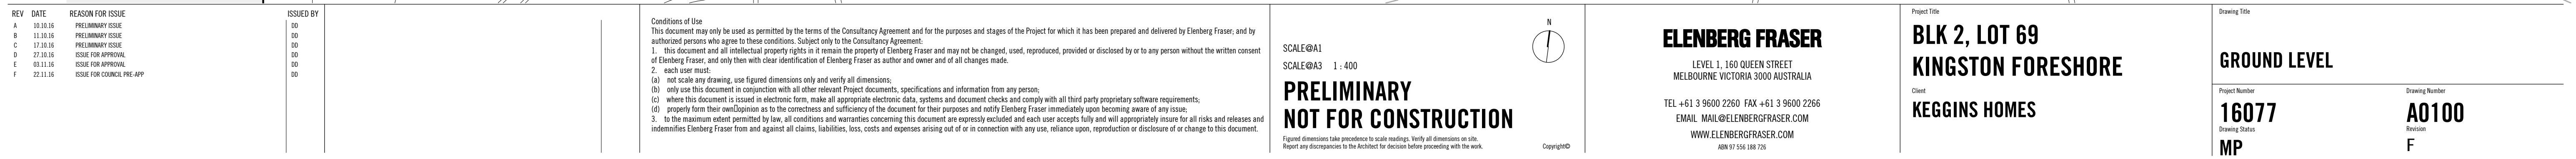 REV DATE REASON FOR ISSUE ISSUED BY
A 10.10.16 PRELIMINARY ISSUE DD
B 11.10.16 PRELIMINARY ISSUE DD
C 17.10.16 PRELIMINARY ISSUE DD
D 27.10.16 ISSUE FOR APPROVAL DD
E 03.11.16 ISSUE FOR APPROVAL DD
F 22.11.16 ISSUE FOR COUNCIL PRE-APP DD
Conditions of Use
This document may only be used as permitted by the terms of the Consultancy Agreement and for the purposes and stages of the Project for which it has been prepared and delivered by Elenberg Fraser; and by
authorized persons who agree to these conditions. Subject only to the Consultancy Agreement:
1. this document and all intellectual property rights in it remain the property of Elenberg Fraser and may not be changed, used, reproduced, provided or disclosed by or to any person without the written consent
of Elenberg Fraser, and only then with clear identification of Elenberg Fraser as author and owner and of all changes made.
2. each user must:
(a) not scale any drawing, use figured dimensions only and verify all dimensions;
(b) only use this document in conjunction with all other relevant Project documents, specifications and information from any person;
(c) where this document is issued in electronic form, make all appropriate electronic data, systems and document checks and comply with all third party proprietary software requirements;
(d) properly form their own□opinion as to the correctness and sufficiency of the document for their purposes and notify Elenberg Fraser immediately upon becoming aware of any issue;
3. to the maximum extent permitted by law, all conditions and warranties concerning this document are expressly excluded and each user accepts fully and will appropriately insure for all risks and releases and
indemnifies Elenberg Fraser from and against all claims, liabilities, loss, costs and expenses arising out of or in connection with any use, reliance upon, reproduction or disclosure of or change to this document.
N
SCALE@A1
SCALE@A3 1 : 400
PRELIMINARY
NOT FOR CONSTRUCTION
Figured dimensions take precedence to scale readings. Verify all dimensions on site.
Report any discrepancies to the Architect for decision before proceeding with the work. Copyright©
ELENBERG FRASER
LEVEL 1, 160 QUEEN STREET
MELBOURNE VICTORIA 3000 AUSTRALIA
TEL +61 3 9600 2260 FAX +61 3 9600 2266
EMAIL MAIL@ELENBERGFRASER.COM
WWW.ELENBERGFRASER.COM
ABN 97 556 188 726
Project Title
BLK 2, LOT 69
KINGSTON FORESHORE
Client
KEGGINS HOMES
Drawing Title
GROUND LEVEL
Project Number Drawing Number
16077 A0100
Drawing Status Revision
MP F